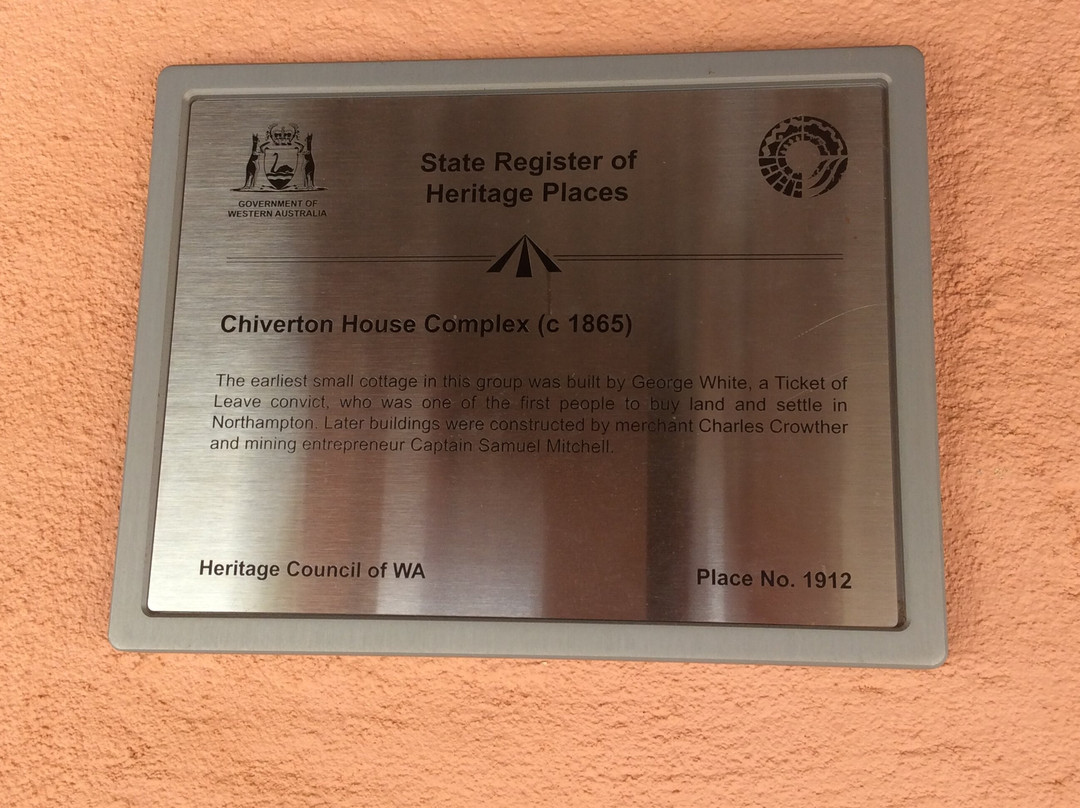 State Register of
Heritage Places
GOVERNMENT OF
WESTERN AUSTRALIA
Chiverton House Complex (c 1865)
The earliest small cottage in this group was built by George White, a Ticket of
Leave convict, who was one of the first people to buy land and settle in
Northampton. Later buildings were constructed by merchant Charles Crowther
and mining entrepreneur Captain Samuel Mitchell.
Heritage Council of WA
Place No. 1912